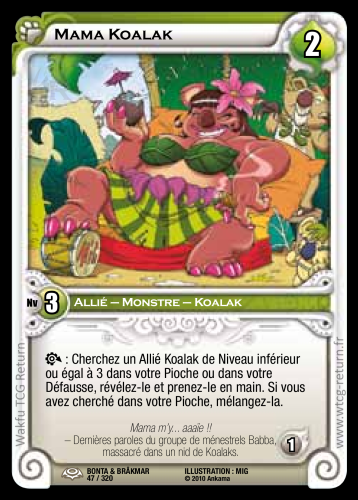 Mama Koalak
2
Nv 3 Allié – Monstre – Koalak
: Cherchez un Allié Koalak de Niveau inférieur
ou égal à 3 dans votre Pioche ou dans votre
Défausse, révélez-le et prenez-le en main. Si vous
avez cherché dans votre Pioche, mélangez-la.
Mama m'y... aaaïe !!
– Dernières paroles du groupe de ménestrels Babba,
massacré dans un nid de Koalaks.
1
BONTA & BRÂKMAR
47 / 320
ILLUSTRATION : MIG
© 2010 Ankama
Wakfu TCG Return
www.wtcg-return.fr